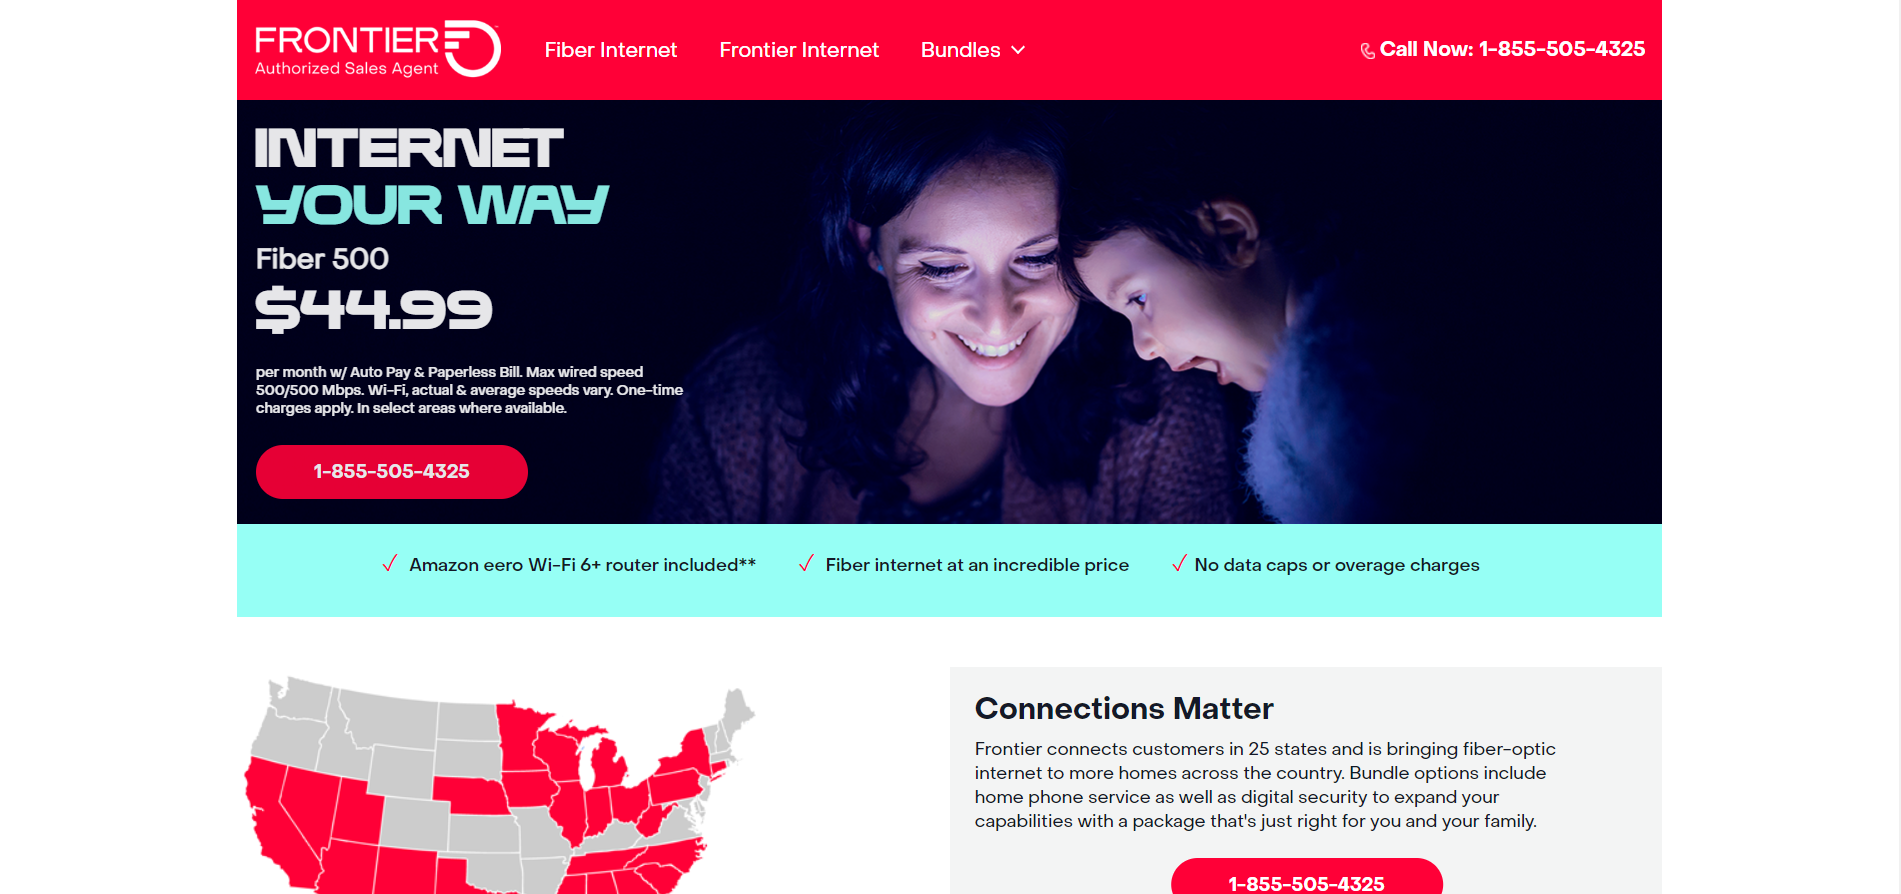 FRONTIER
Authorized Sales Agent
Fiber Internet
Frontier Internet
Bundles
Call Now: 1-855-505-4325
INTERNET
YOUR WAY
Fiber 500
$44.99
per month w/ Auto Pay & Paperless Bill. Max wired speed
500/500 Mbps. Wi-Fi, actual & average speeds vary. One-time
charges apply. In select areas where available.
1-855-505-4325
Amazon eero Wi-Fi 6+ router included**
Fiber internet at an incredible price
No data caps or overage charges
Connections Matter
Frontier connects customers in 25 states and is bringing fiber-optic
internet to more homes across the country. Bundle options include
home phone service as well as digital security to expand your
capabilities with a package that's just right for you and your family.
1-855-505-4325